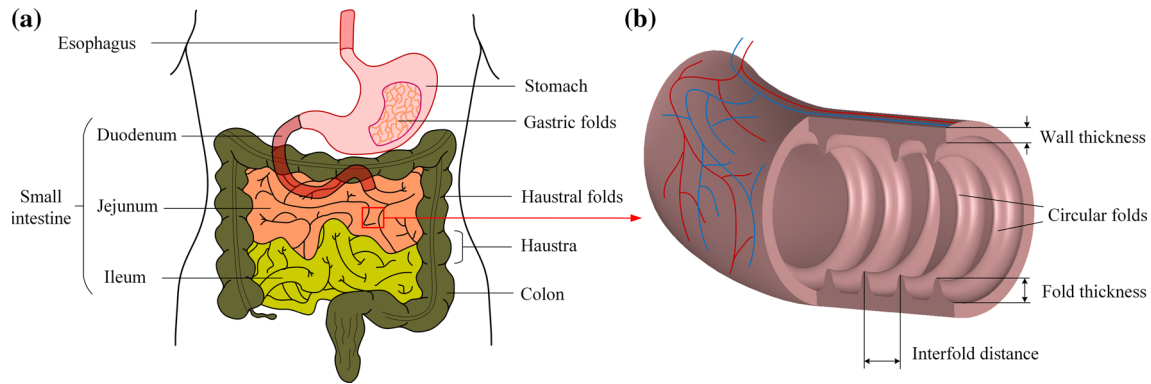 (a)
Esophagus
Stomach
Gastric folds
Duodenum
Small
intestine
Jejunum
Haustral folds
Haustra
Ileum
Colon
(b)
Wall thickness
Circular folds
Fold thickness
Interfold distance